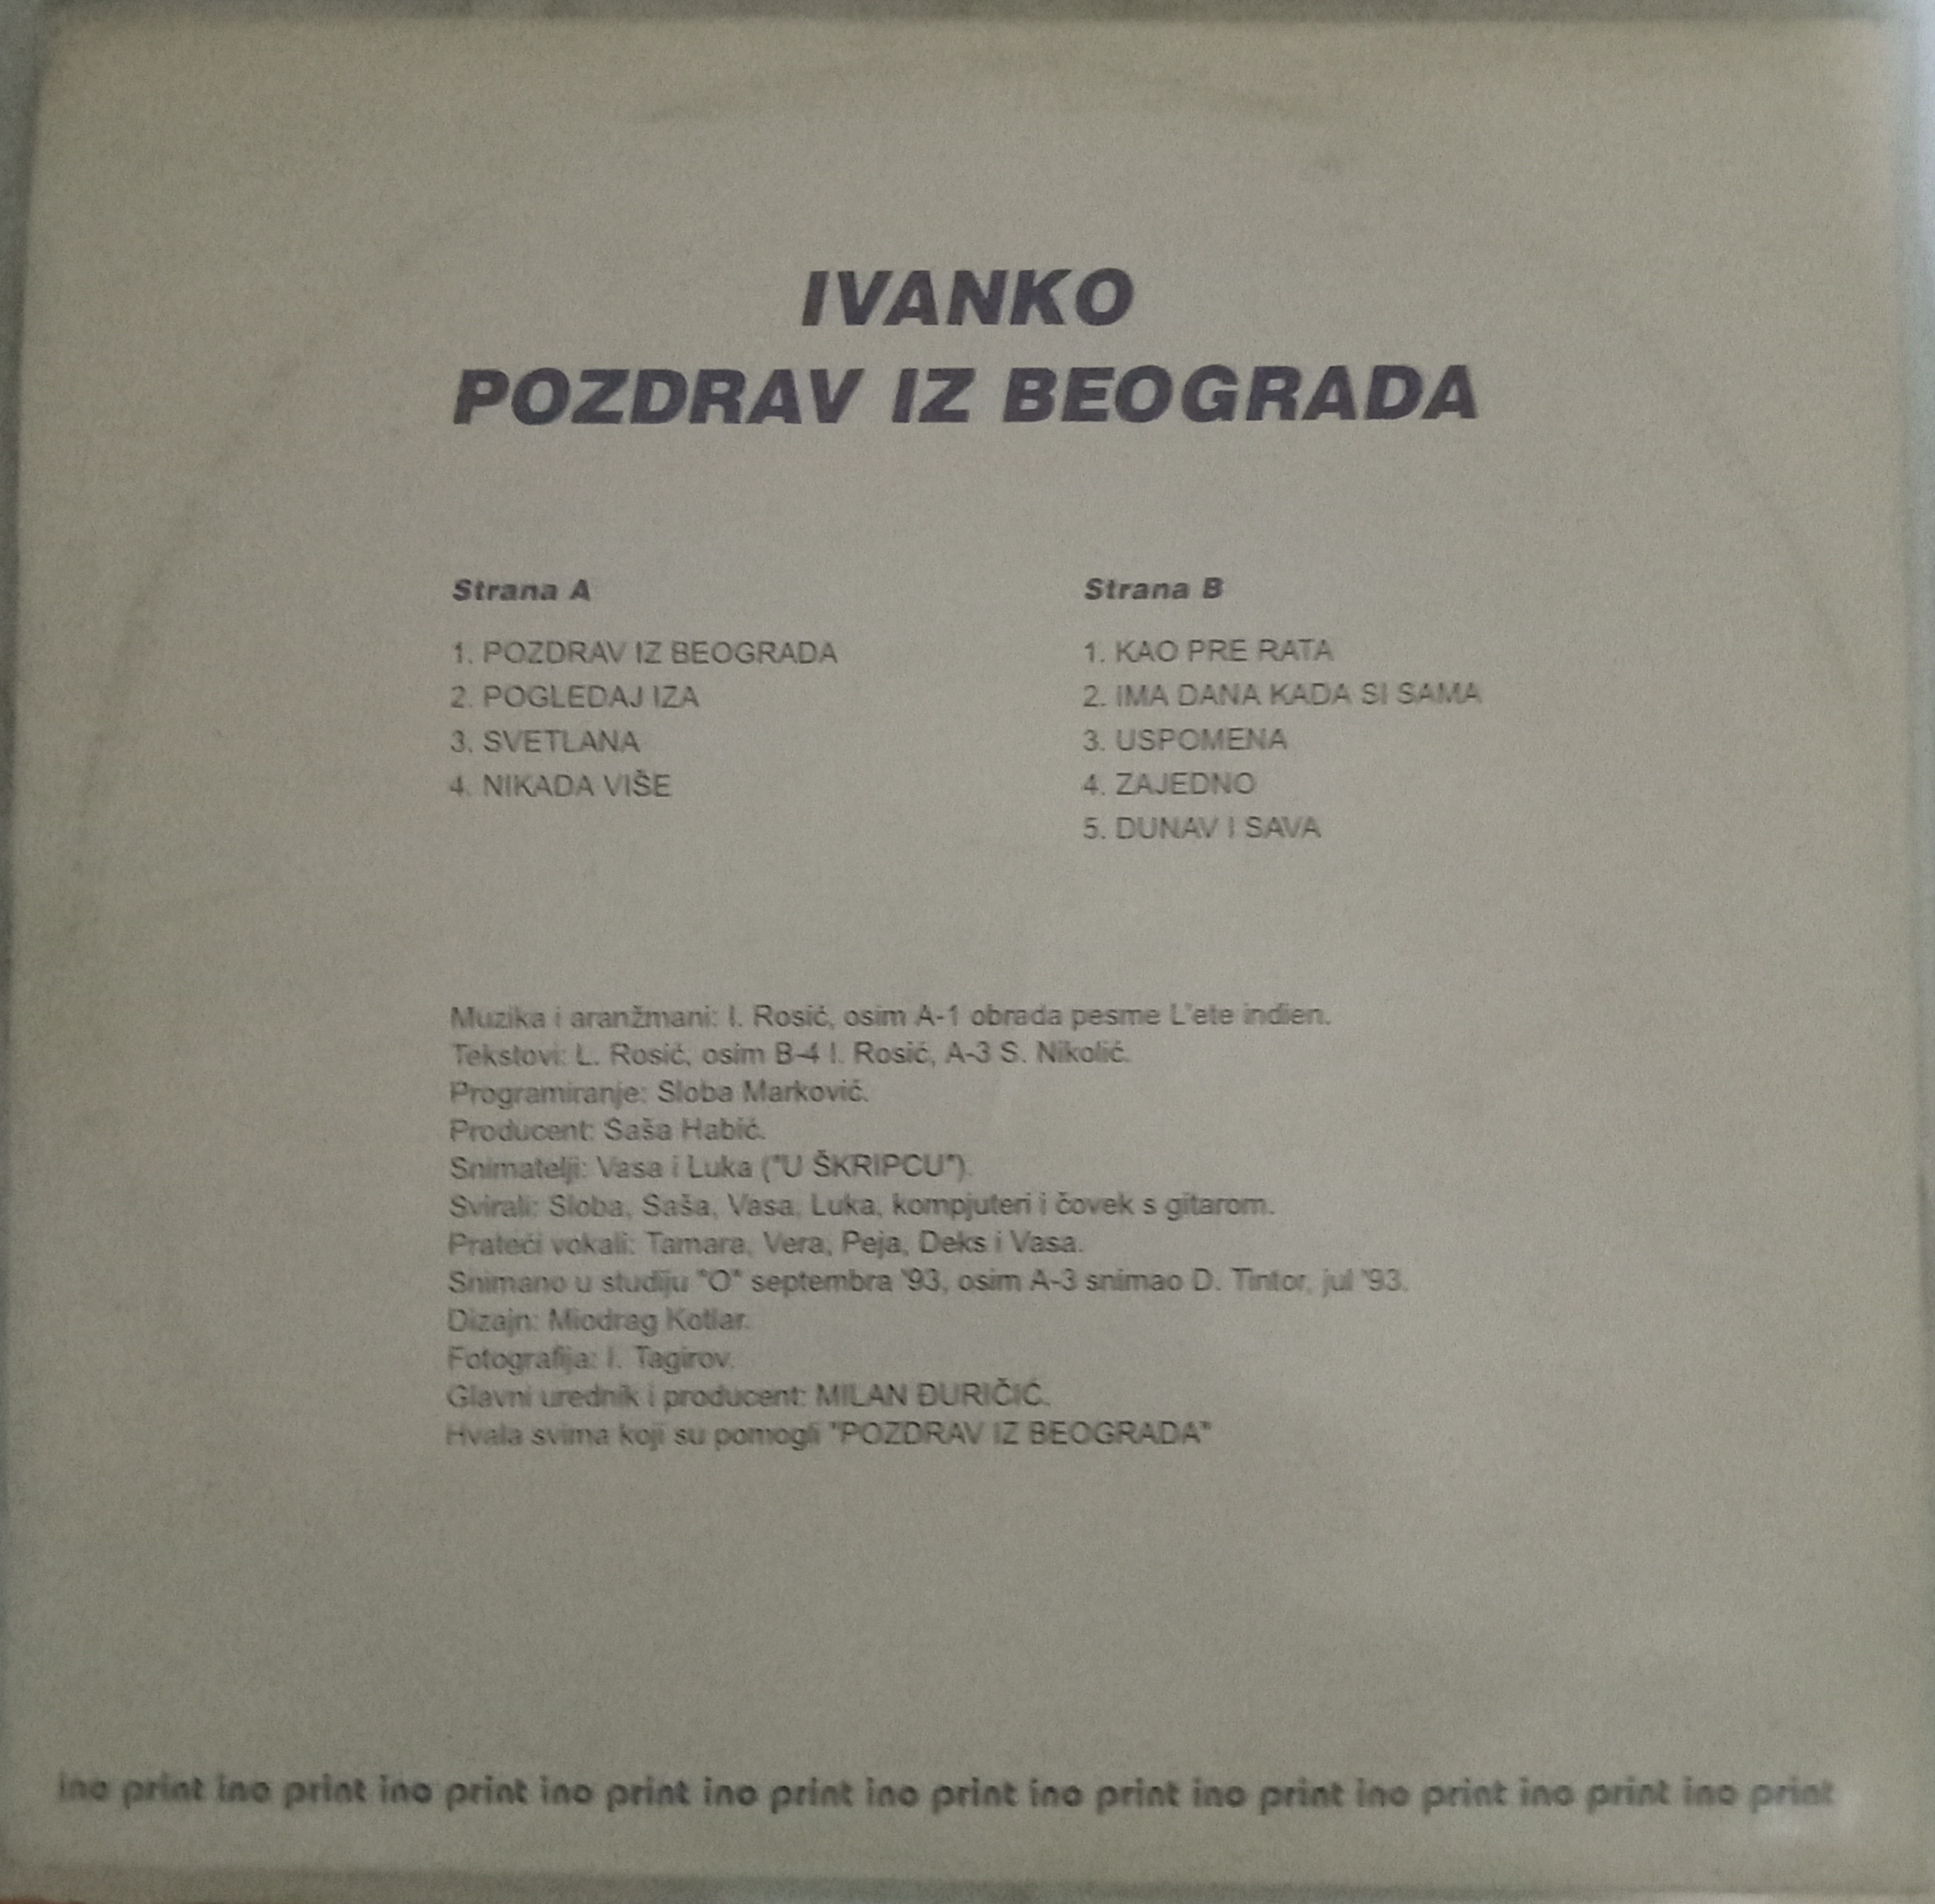 IVANKO
POZDRAV IZ BEOGRADA
Strana A
1. POZDRAV IZ BEOGRADA
2. POGLEDAJ IZA
3. SVETLANA
4. NIKADA VIŠE
Strana B
1. KAO PRE RATA
2. IMA DANA KADA SI SAMA
3. USPOMENA
4. ZAJEDNO
5. DUNAV I SAVA
Muzika i aranžmani: I. Rosić, osim A-1 obrada pesme L'ete indien.
Tekstovi: L. Rosić, osim B-4 I. Rosić, A-3 S. Nikolić.
Programiranje: Sloba Marković.
Producent: Saša Habić.
Snimatelji: Vasa i Luka ("U ŠKRIPCU").
Svirali: Sloba, Saša, Vasa, Luka, kompjuteri i čovek s gitarom.
Prateći vokali: Tamara, Vera, Peja, Deks i Vasa.
Snimano u studiju "O" septembra '93, osim A-3 snimao D. Tintor, jul '93.
Dizajn: Miodrag Kotlar.
Fotografija: I. Tagirov.
Glavni urednik i producent: MILAN ĐURIČIĆ.
Hvala svima koji su pomogli "POZDRAV IZ BEOGRADA"
ino print ino print ino print ino print ino print ino print ino print ino print ino print ino print ino print